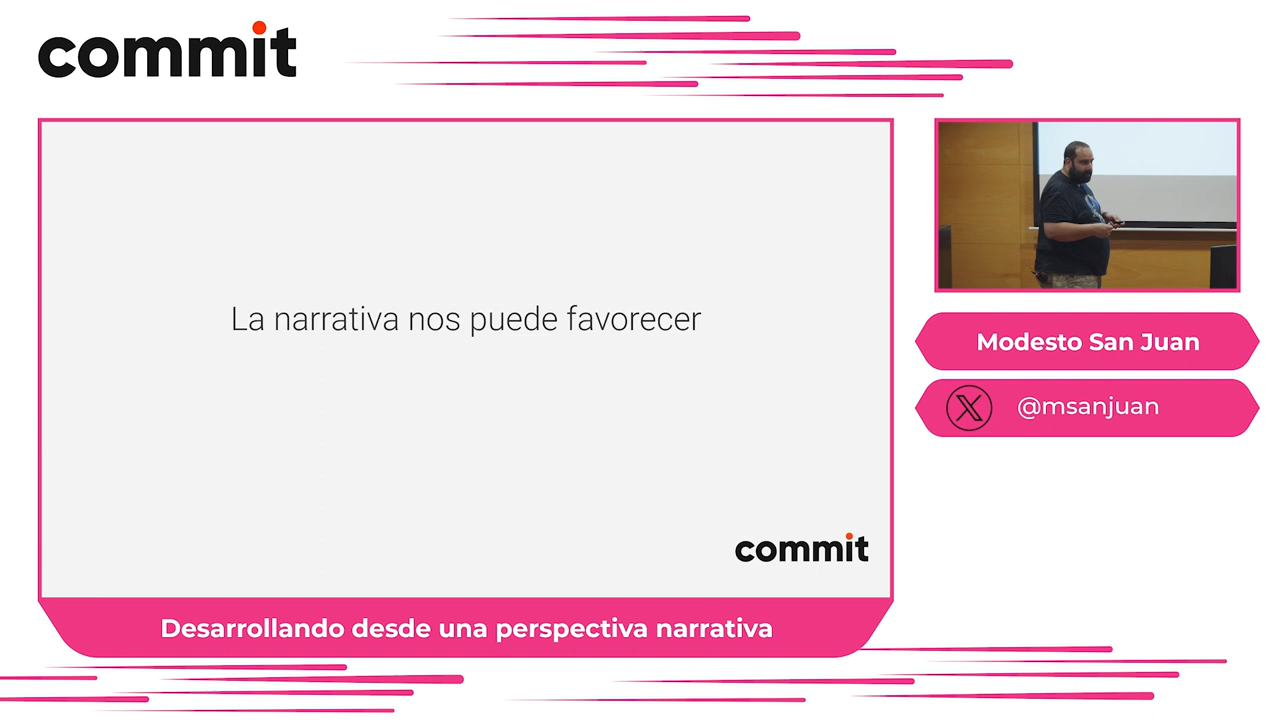 commit
La narrativa nos puede favorecer
commit
Desarrollando desde una perspectiva narrativa
Modesto San Juan
@msanjuan